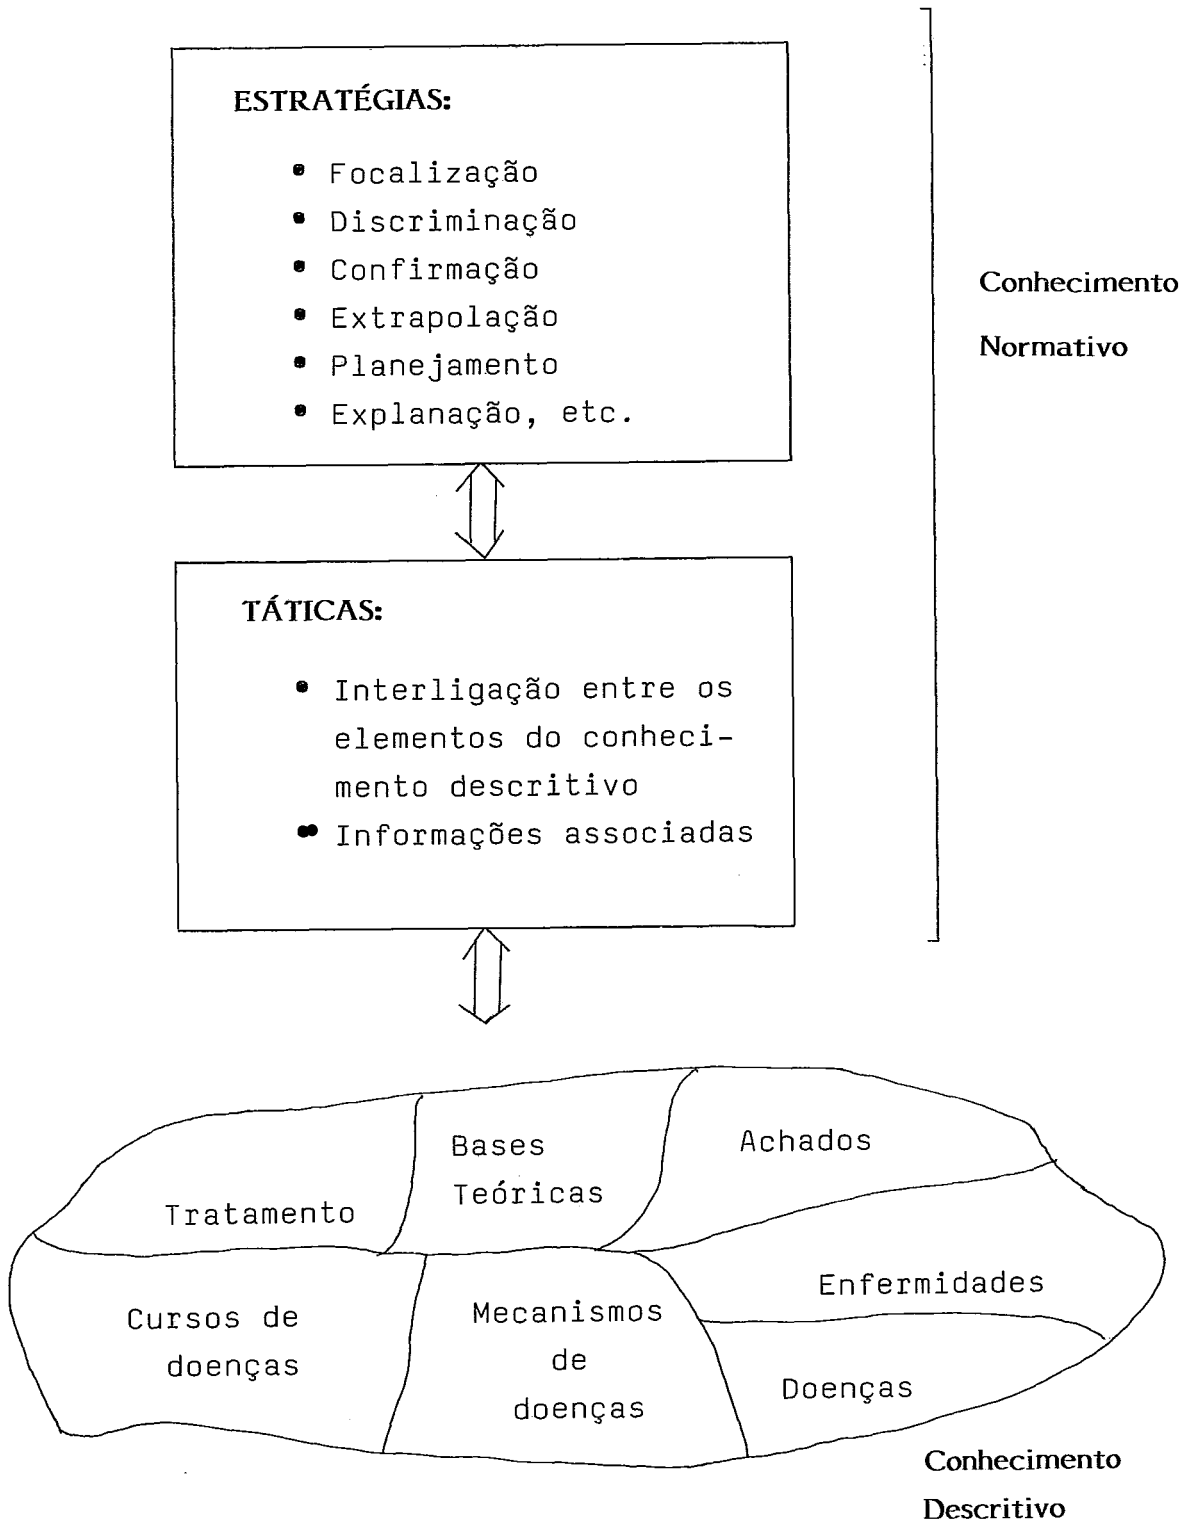 ESTRATÉGIAS:
• Focalização
• Discriminação
• Confirmação
• Extrapolação
• Planejamento
• Explanação, etc.
Conhecimento
Normativo
TÁTICAS:
• Interligação entre os
elementos do conheci-
mento descritivo
• Informações associadas
Tratamento
Bases
Teóricas
Achados
Cursos de
doenças
Mecanismos
de
doenças
Enfermidades
Doenças
Conhecimento
Descritivo